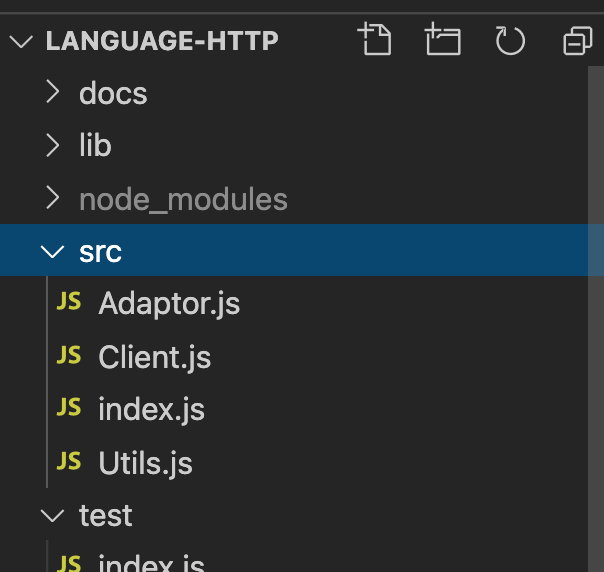 LANGUAGE-HTTP
docs
lib
node_modules
src
JS Adaptor.js
JS Client.js
JS index.js
JS Utils.js
test
JS index.js